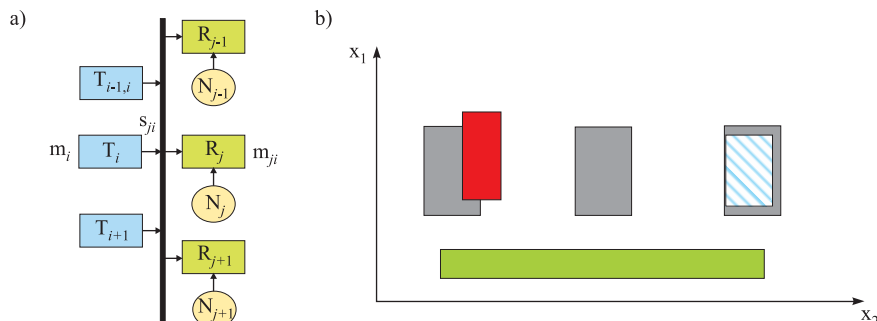 a)
R_{j-1}
T_{i-1,i}
N_{j-1}
s_{ji}
m_i
T_i
R_j
m_{ji}
N_j
T_{i+1}
R_{j+1}
N_{j+1}
b)
x_1
x_2